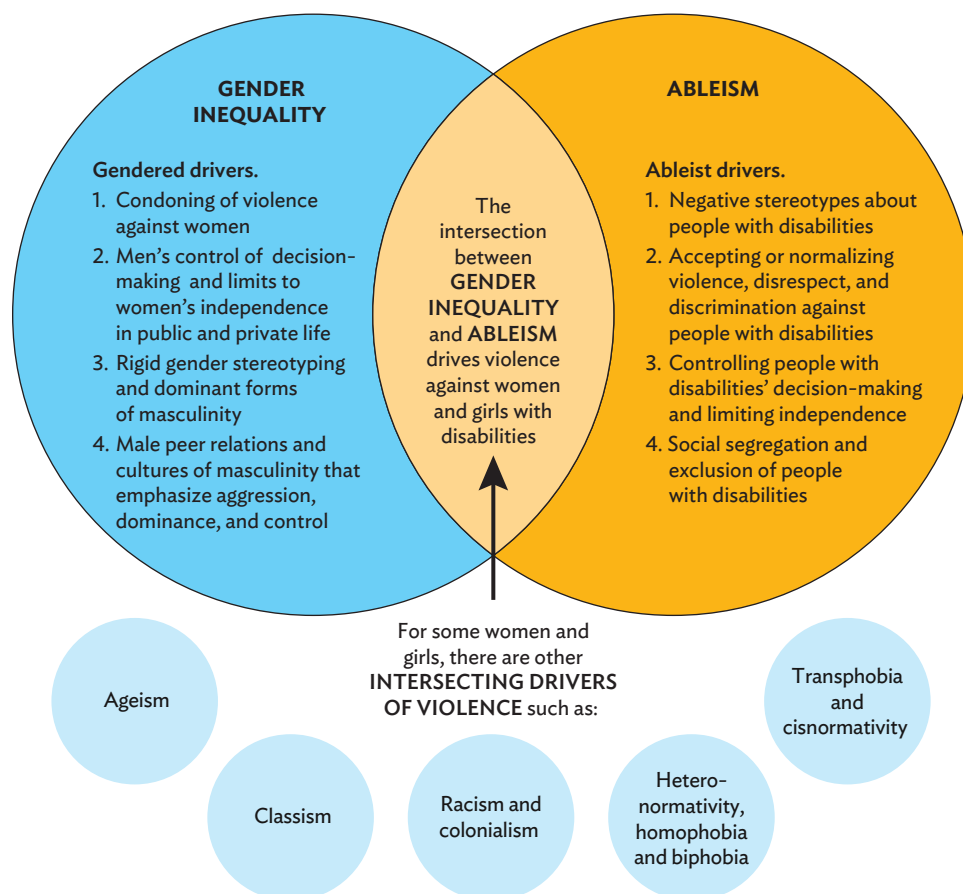 GENDER
INEQUALITY
Gendered drivers.
1. Condoning of violence
against women
2. Men's control of decision-
making and limits to
women's independence
in public and private life
3. Rigid gender stereotyping
and dominant forms
of masculinity
4. Male peer relations and
cultures of masculinity that
emphasize aggression,
dominance, and control
The
intersection
between
GENDER
INEQUALITY
and ABLEISM
drives violence
against women
and girls with
disabilities
ABLEISM
Ableist drivers.
1. Negative stereotypes about
people with disabilities
2. Accepting or normalizing
violence, disrespect, and
discrimination against
people with disabilities
3. Controlling people with
disabilities' decision-making
and limiting independence
4. Social segregation and
exclusion of people
with disabilities
For some women and
girls, there are other
INTERSECTING DRIVERS
OF VIOLENCE such as:
Ageism
Classism
Racism and
colonialism
Hetero-
normativity,
homophobia
and biphobia
Transphobia
and
cisnormativity